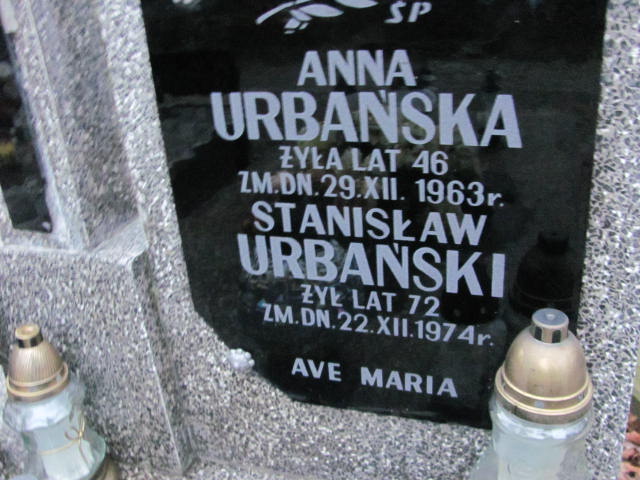 ŚP
ANNA
URBAŃSKA
ŻYŁA LAT 46
ZM.DN.29.XII. 1963r.
STANISŁAW
URBAŃSKI
ŻYŁ LAT 72
ZM.DN.22.XII.1974r.
AVE MARIA